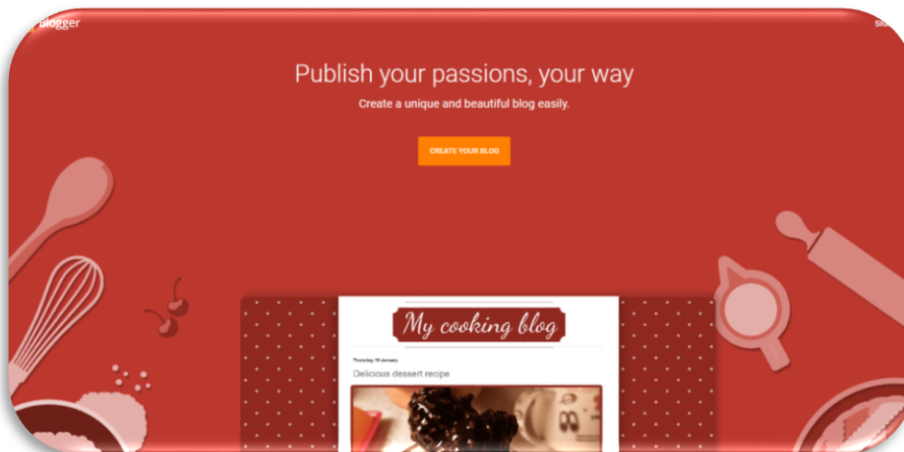 Blogger
Publish your passions, your way
Create a unique and beautiful blog easily.
CREATE YOUR BLOG
My cooking blog
Delicious dessert recipe